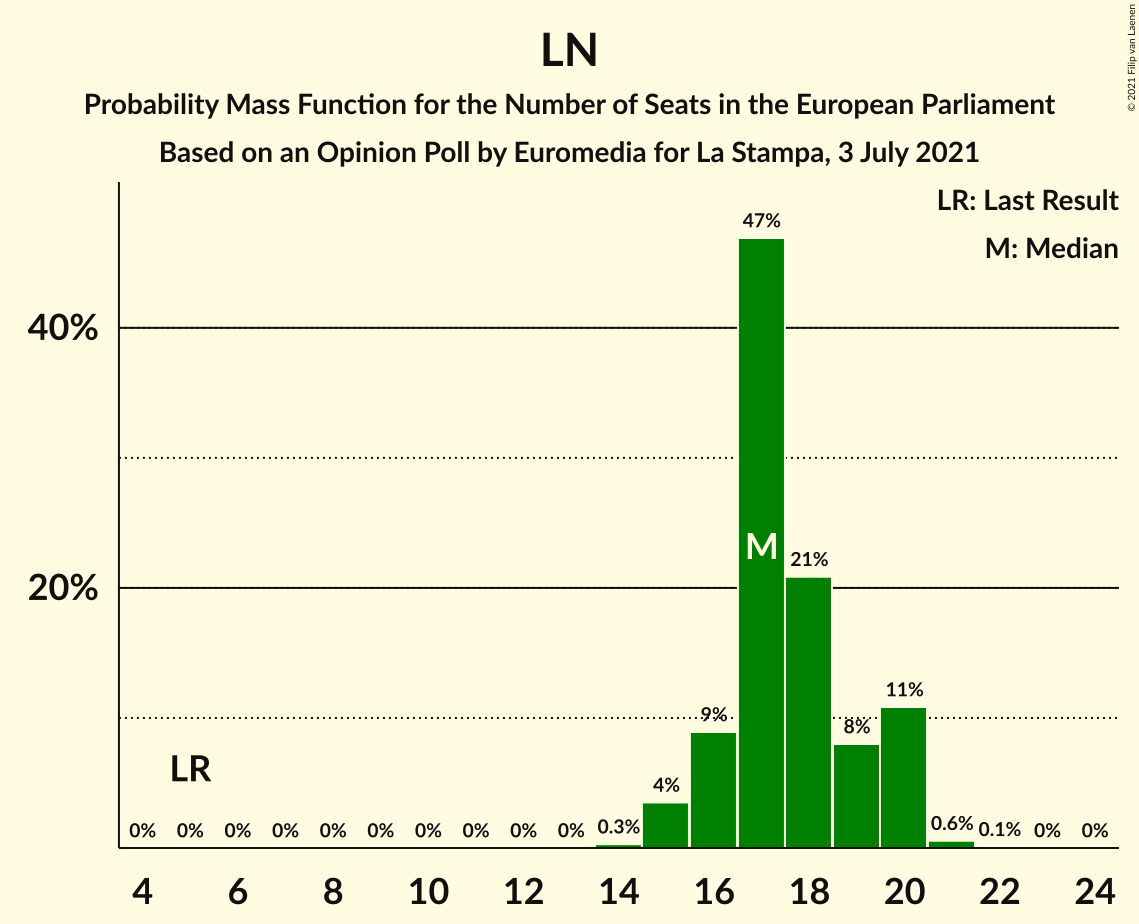 LN
Probability Mass Function for the Number of Seats in the European Parliament
Based on an Opinion Poll by Euromedia for La Stampa, 3 July 2021
© 2021 Filip van Laenen
LR: Last Result
M: Median
47%
40%
M
21%
20%
11%
9%
8%
LR
4%
0% 0% 0% 0% 0% 0% 0% 0% 0% 0% 0.3% 0.6% 0.1% 0% 0%
4 6 8 10 12 14 16 18 20 22 24